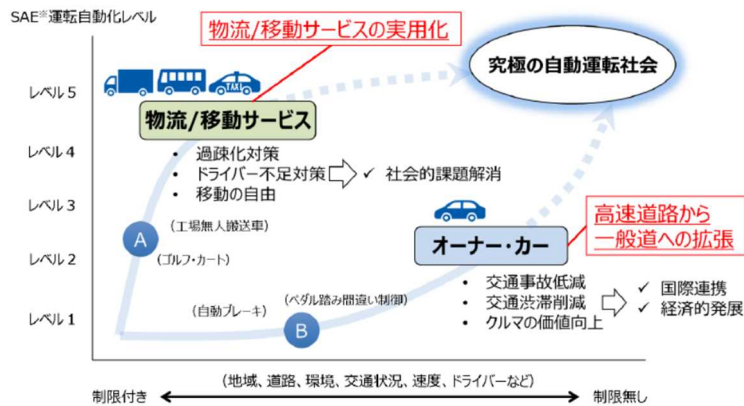 SAE※運転自動化レベル
物流/移動サービスの実用化
究極の自動運転社会
レベル5
TAXI
物流/移動サービス
レベル4
• 過疎化対策
• ドライバー不足対策
• 移動の自由
✓ 社会的課題解消
レベル3
高速道路から
一般道への拡張
A
(工場無人搬送車)
オーナー・カー
レベル2
(ゴルフ・カート)
• 交通事故低減
• 交通渋滞削減
• クルマの価値向上
✓ 国際連携
✓ 経済的発展
レベル1
(自動ブレーキ)
(ペダル踏み間違い制御)
B
(地域、道路、環境、交通状況、速度、ドライバーなど)
制限付き
制限無し